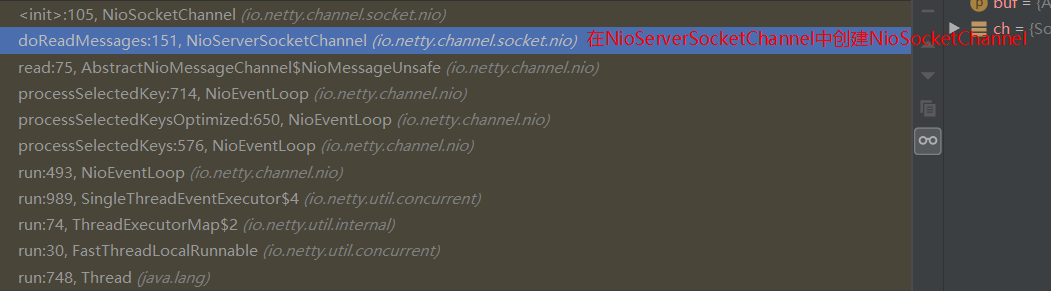 <init>:105, NioSocketChannel (io.netty.channel.socket.nio)
doReadMessages:151, NioServerSocketChannel (io.netty.channel.socket.nio) 在NioServerSocketChannel中创建NioSocketChannel
read:75, AbstractNioMessageChannel$NioMessageUnsafe (io.netty.channel.nio)
processSelectedKey:714, NioEventLoop (io.netty.channel.nio)
processSelectedKeysOptimized:650, NioEventLoop (io.netty.channel.nio)
processSelectedKeys:576, NioEventLoop (io.netty.channel.nio)
run:493, NioEventLoop (io.netty.channel.nio)
run:989, SingleThreadEventExecutor$4 (io.netty.util.concurrent)
run:74, ThreadExecutorMap$2 (io.netty.util.internal)
run:30, FastThreadLocalRunnable (io.netty.util.concurrent)
run:748, Thread (java.lang)
p buf = {A
ch = {So